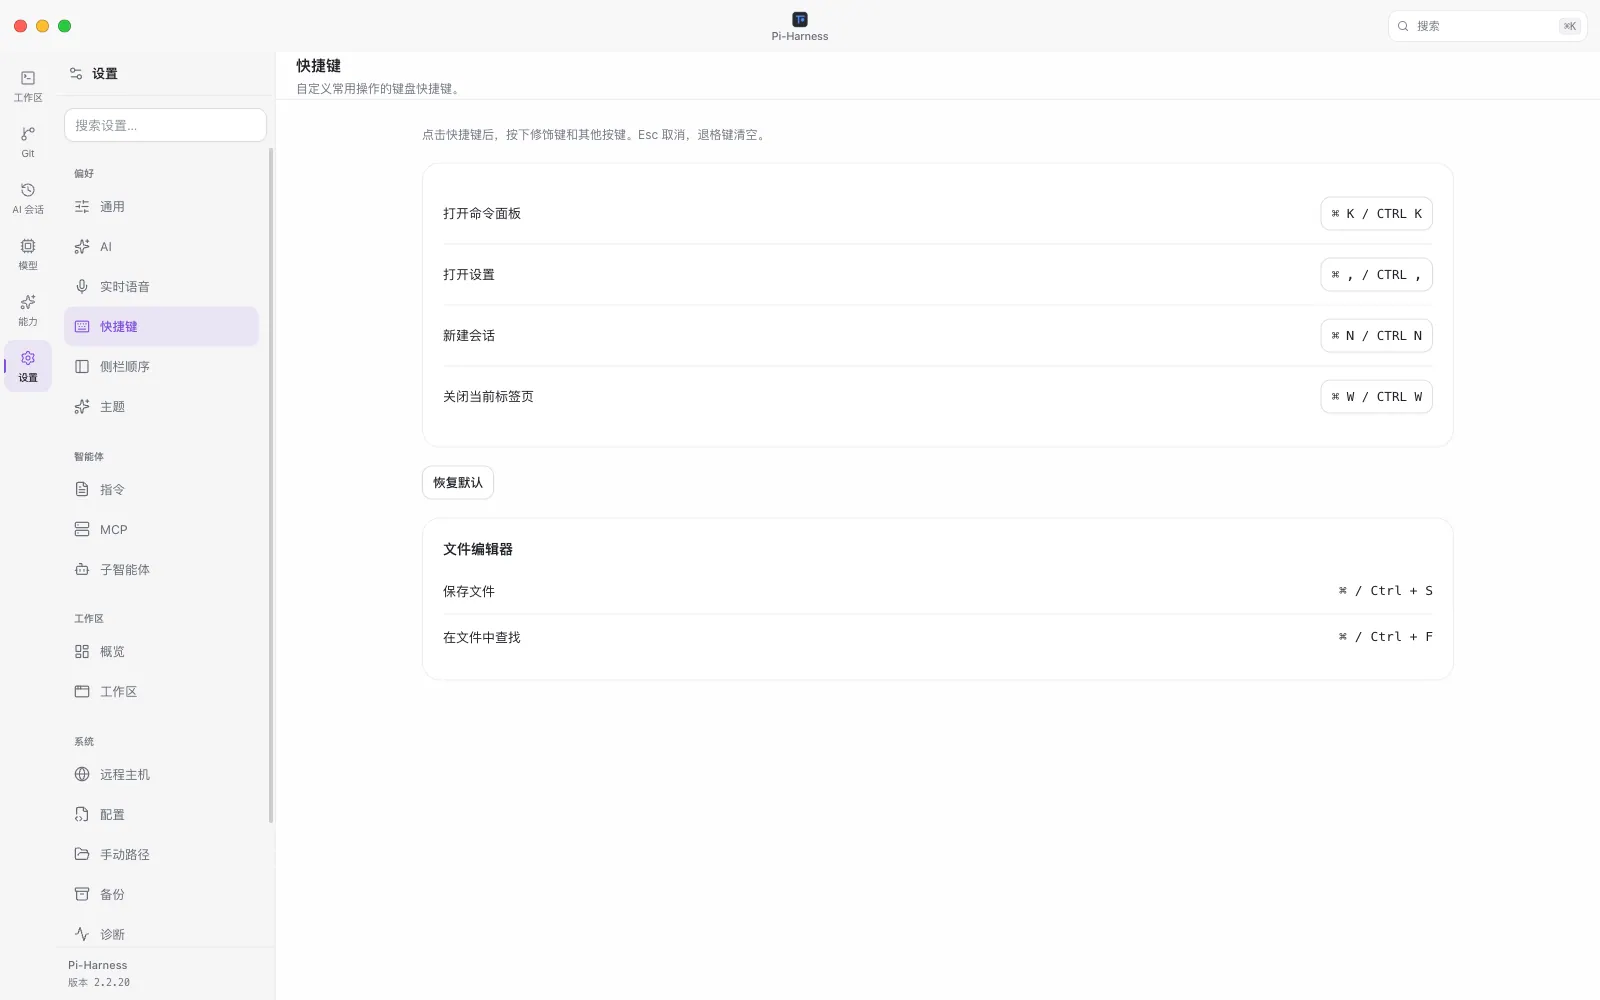 Pi-Harness
搜索
⌘K
工作区
Git
AI 会话
模型
能力
设置
设置
搜索设置...
偏好
通用
AI
实时语音
快捷键
侧栏顺序
主题
智能体
指令
MCP
子智能体
工作区
概览
工作区
系统
远程主机
配置
手动路径
备份
诊断
Pi-Harness
版本 2.2.20
快捷键
自定义常用操作的键盘快捷键。
点击快捷键后，按下修饰键和其他按键。Esc 取消，退格键清空。
打开命令面板
⌘ K / CTRL K
打开设置
⌘ , / CTRL ,
新建会话
⌘ N / CTRL N
关闭当前标签页
⌘ W / CTRL W
恢复默认
文件编辑器
保存文件
⌘ / Ctrl + S
在文件中查找
⌘ / Ctrl + F